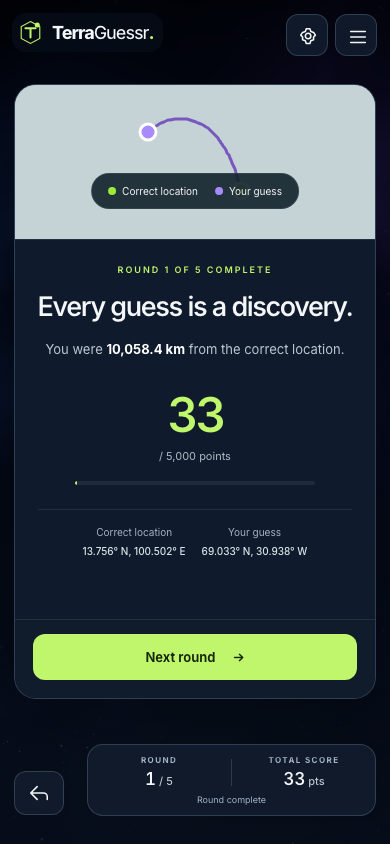 TerraGuessr.
Correct location
Your guess
ROUND 1 OF 5 COMPLETE
Every guess is a discovery.
You were 10,058.4 km from the correct location.
33
/ 5,000 points
Correct location
Your guess
13.756° N, 100.502° E
69.033° N, 30.938° W
Next round →
ROUND
TOTAL SCORE
1 / 5
33 pts
Round complete